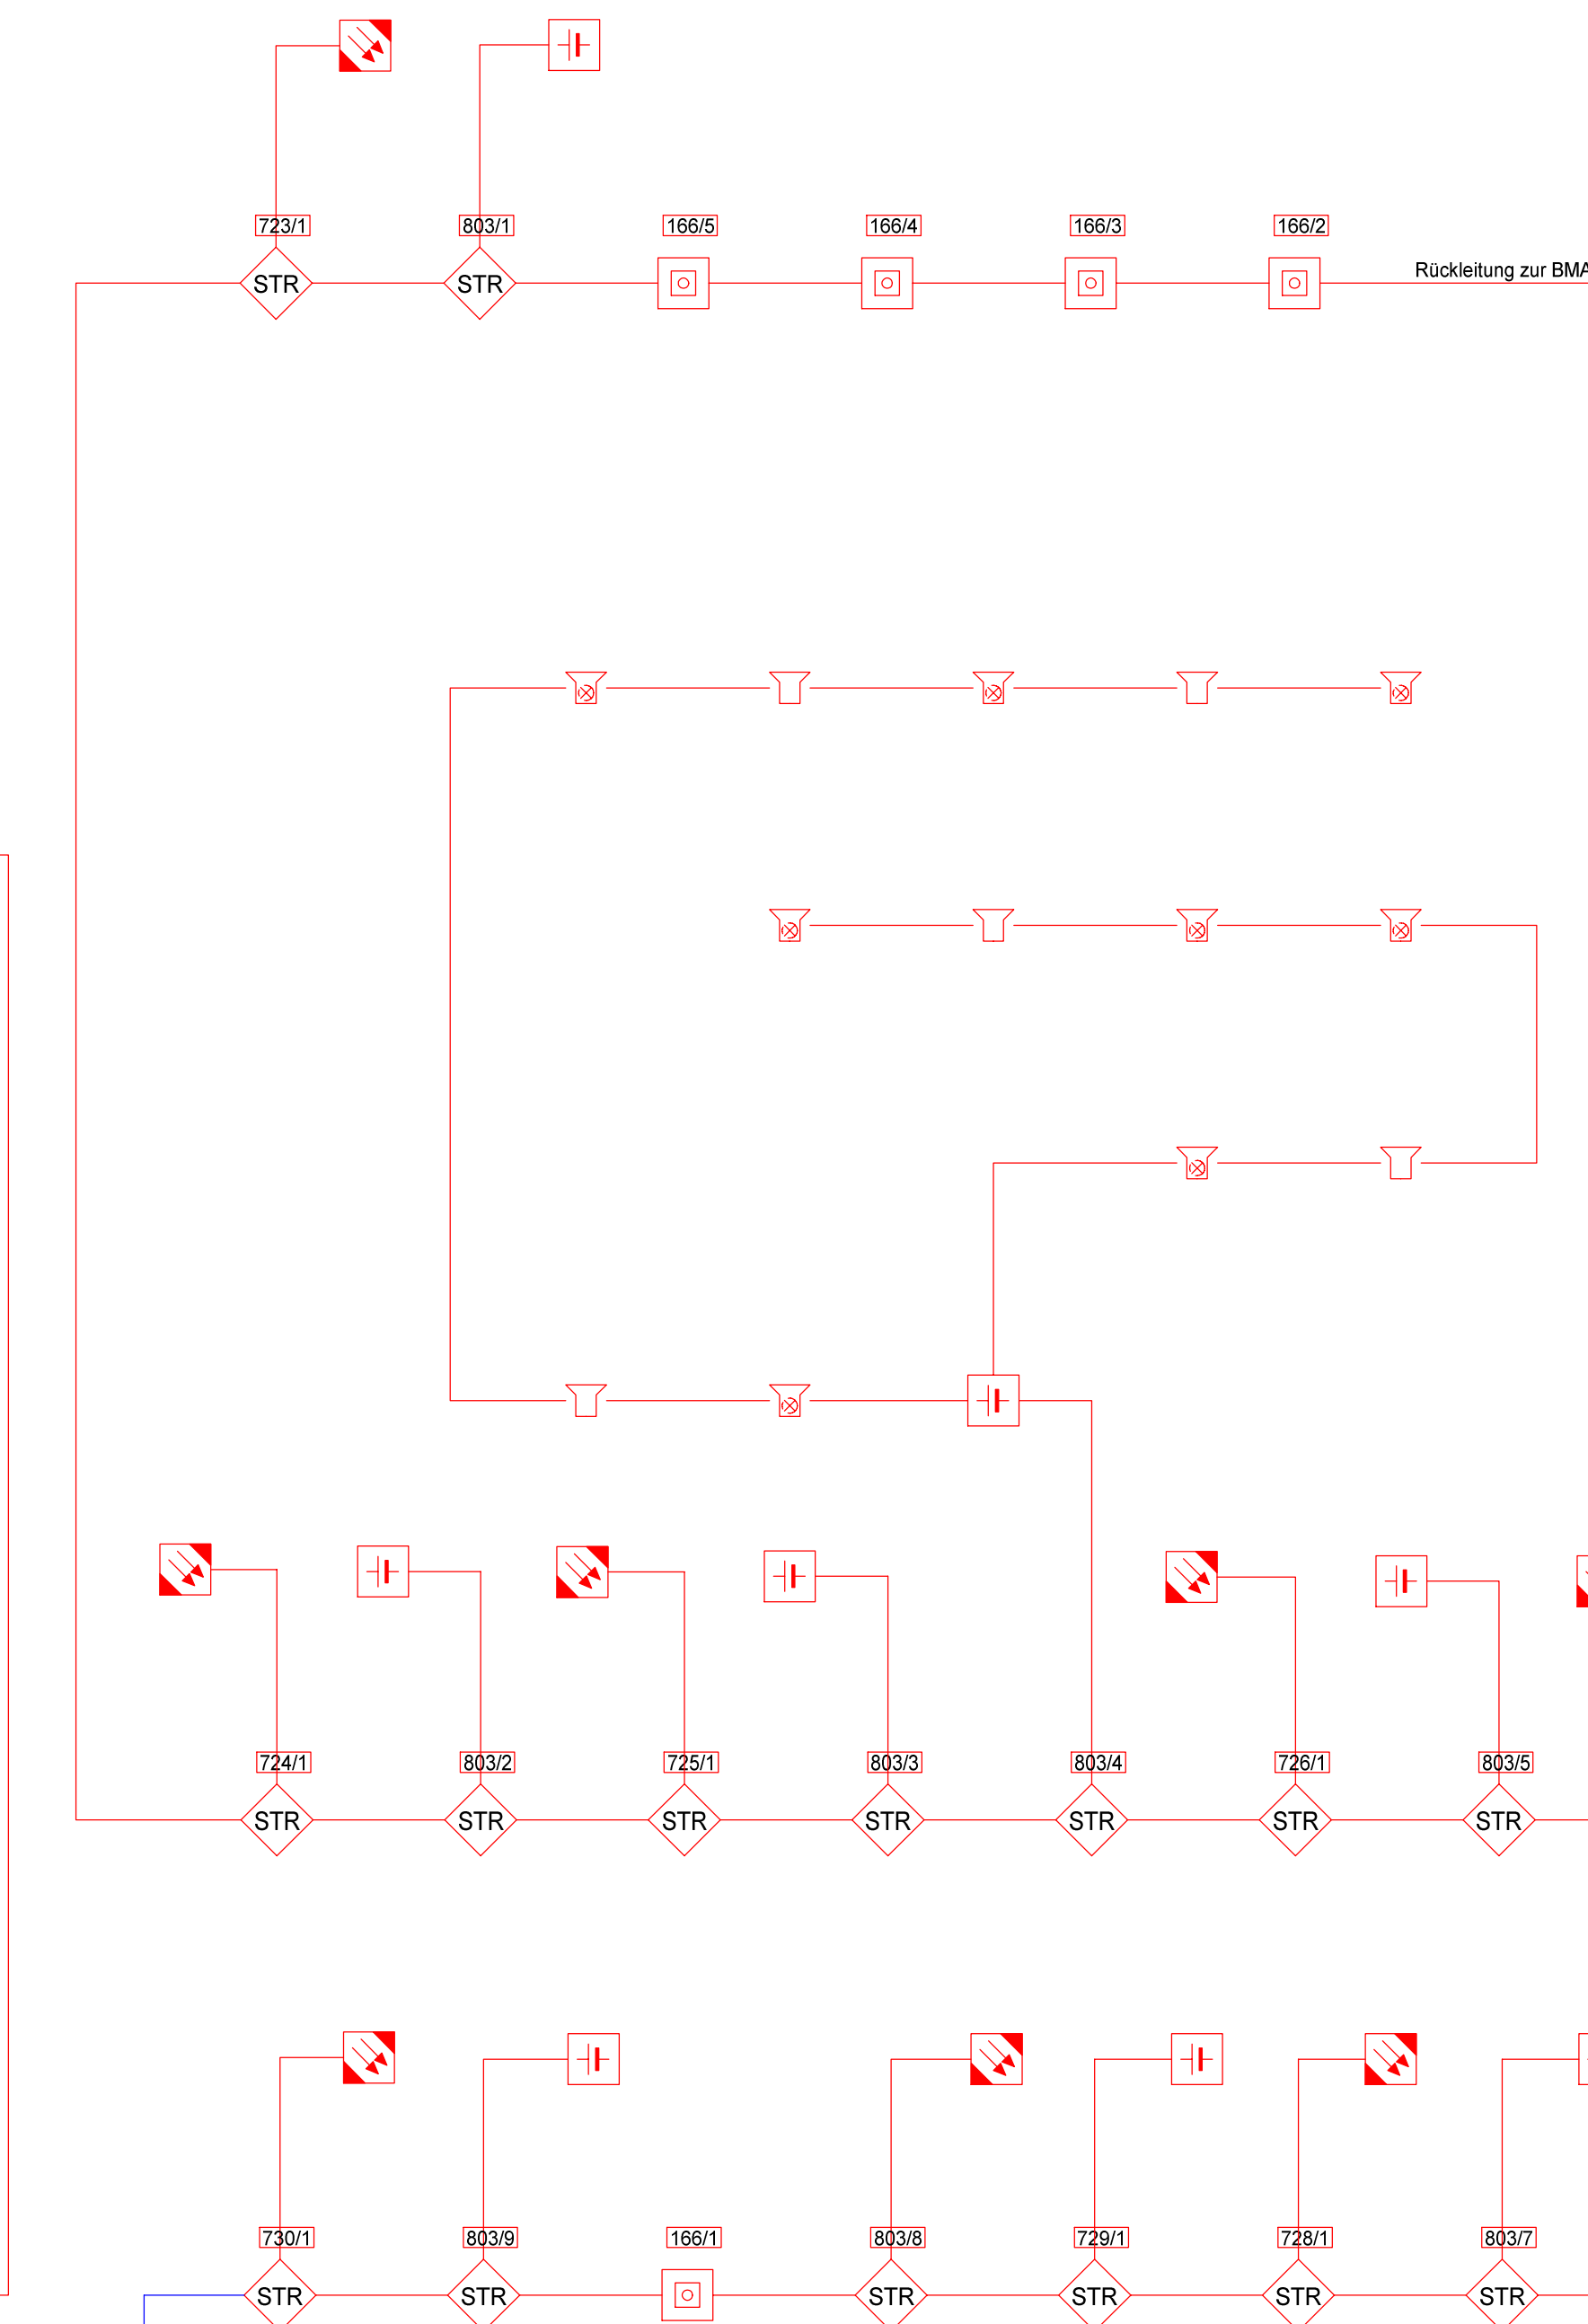 723/1 803/1 166/5 166/4 166/3 166/2
STR STR Rückleitung zur BMA
724/1 803/2 725/1 803/3 803/4 726/1 803/5
STR STR STR STR STR STR STR
730/1 803/9 166/1 803/8 729/1 728/1 803/7
STR STR STR STR STR STR